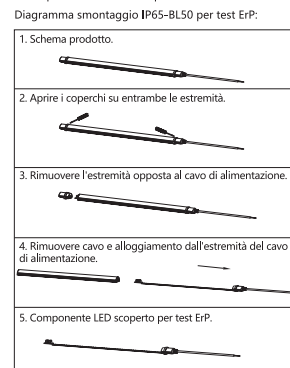 Diagramma smontaggio IP65-BL50 per test ErP:
1. Schema prodotto.
2. Aprire i coperchi su entrambe le estremità.
3. Rimuovere l'estremità opposta al cavo di alimentazione.
4. Rimuovere cavo e alloggiamento dall'estremità del cavo
di alimentazione.
5. Componente LED scoperto per test ErP.